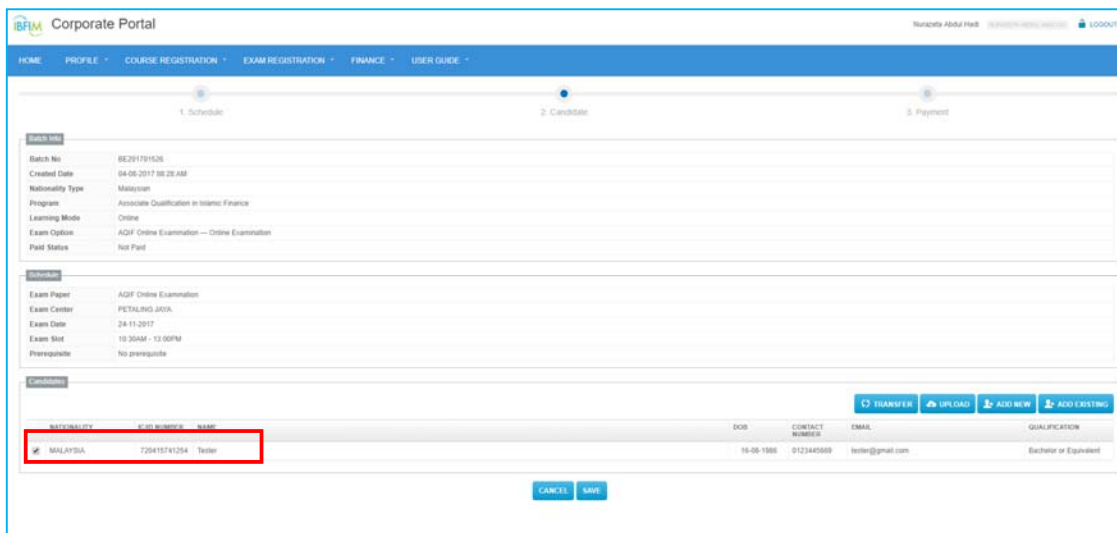 IBFIM Corporate Portal Nurazeta Abdul Hadi LOGOUT
HOME PROFILE COURSE REGISTRATION EXAM REGISTRATION FINANCE USER GUIDE
1. Schedule 2. Candidate 3. Payment
Batch Info
Batch No BE201701526
Created Date 04-08-2017 88:28 AM
Nationality Type Malaysian
Program Associate Qualification in Islamic Finance
Learning Mode Online
Exam Option AQIF Online Examination — Online Examination
Paid Status Not Paid
Schedule
Exam Paper AQIF Online Examination
Exam Center PETALING JAYA
Exam Date 24-11-2017
Exam Slot 10:30AM - 13:00PM
Prerequisite No prerequisite
Candidates
TRANSFER UPLOAD ADD NEW ADD EXISTING
NATIONALITY IC/ID NUMBER NAME DOB CONTACT NUMBER EMAIL QUALIFICATION
MALAYSIA 720415741254 Tester 16-08-1986 0123445669 tester@gmail.com Bachelor or Equivalent
CANCEL SAVE